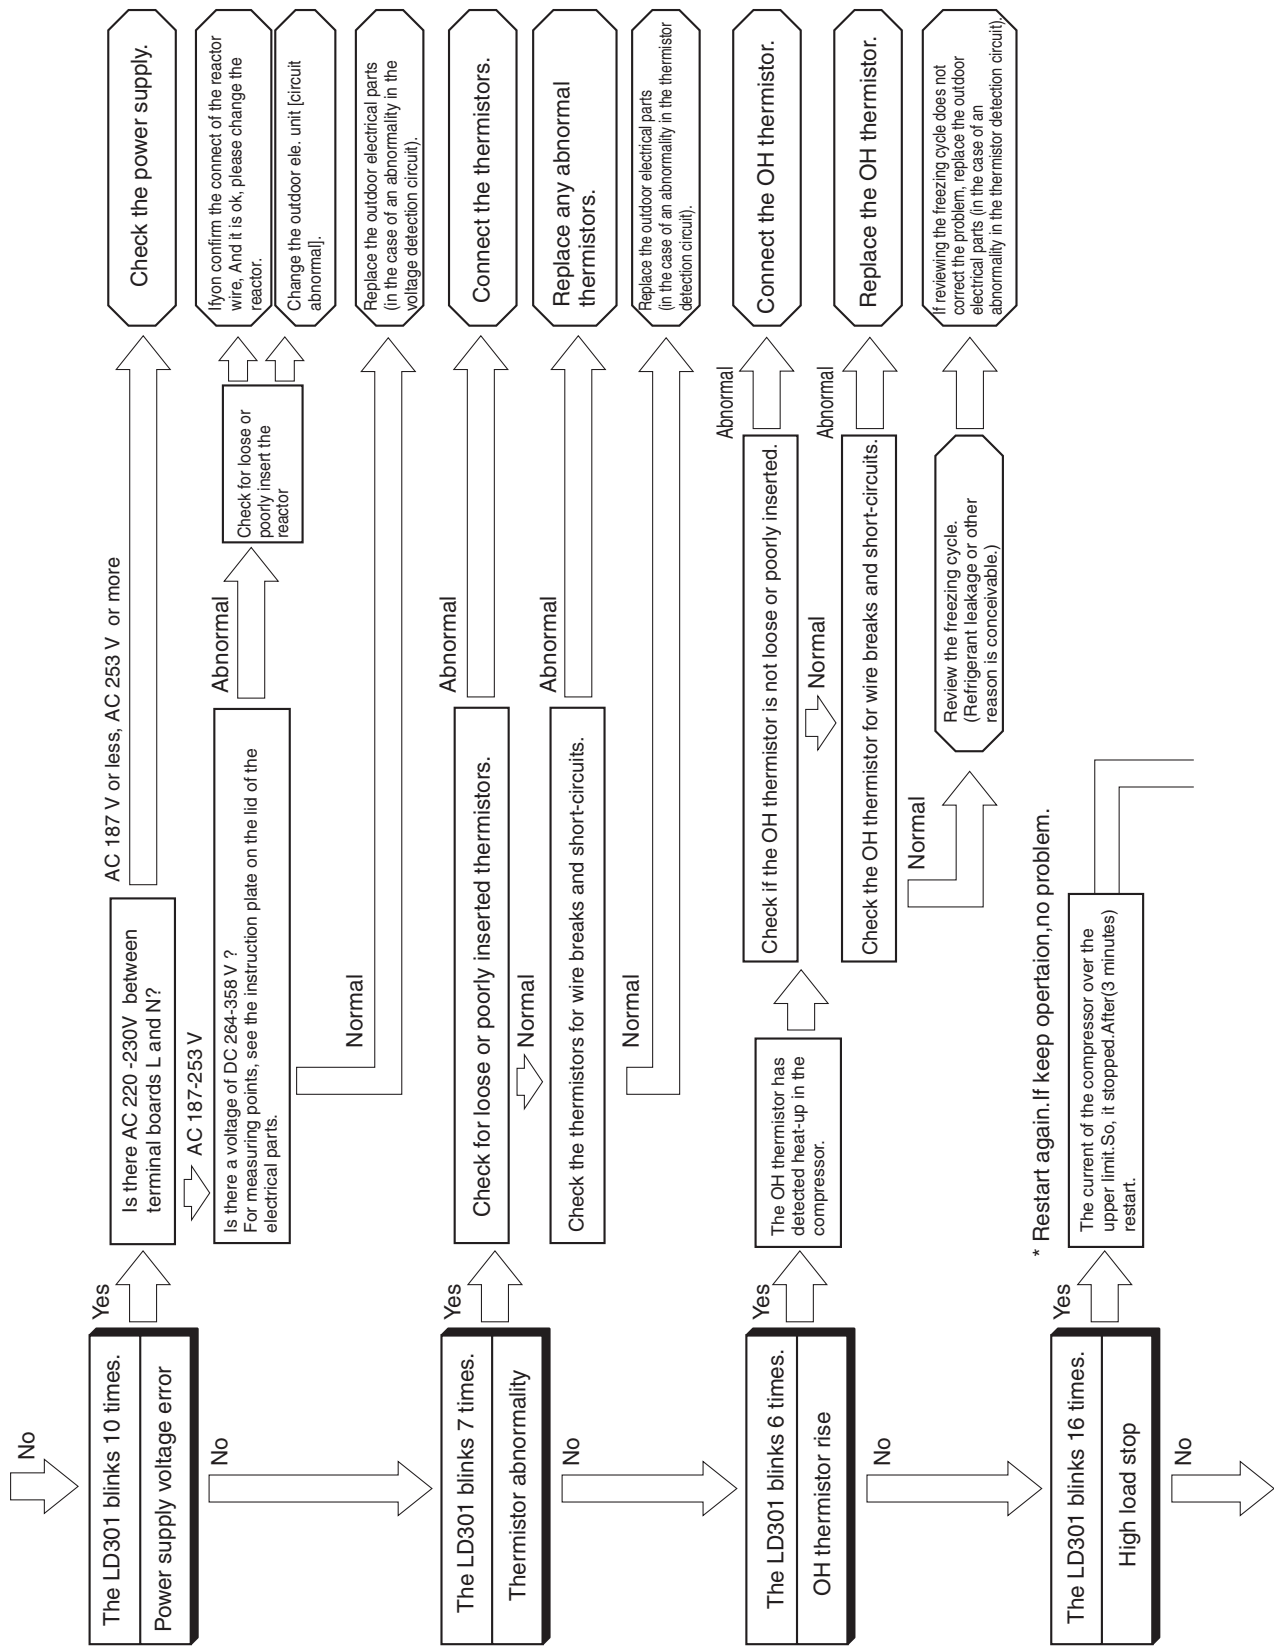 No
The LD301 blinks 10 times.
Power supply voltage error
Yes
Is there AC 220 -230V between
terminal boards L and N?
AC 187 V or less, AC 253 V or more
Check the power supply.
AC 187-253 V
Is there a voltage of DC 264-358 V ?
For measuring points, see the instruction plate on the lid of the
electrical parts.
Abnormal
Check for loose or
poorly insert the
reactor
Ifyon confirm the connect of the reactor
wire, And it is ok, please change the
reactor.
Change the outdoor ele. unit [circuit
abnormal].
Normal
Replace the outdoor electrical parts
(in the case of an abnormality in the
voltage detection circuit).
No
The LD301 blinks 7 times.
Thermistor abnormality
Yes
Check for loose or poorly inserted thermistors.
Abnormal
Connect the thermistors.
Normal
Check the thermistors for wire breaks and short-circuits.
Abnormal
Replace any abnormal
thermistors.
Normal
Replace the outdoor electrical parts
(in the case of an abnormality in the thermistor
detection circuit).
No
The LD301 blinks 6 times.
OH thermistor rise
Yes
The OH thermistor has
detected heat-up in the
compressor.
Check if the OH thermistor is not loose or poorly inserted.
Abnormal
Connect the OH thermistor.
Normal
Check the OH thermistor for wire breaks and short-circuits.
Abnormal
Replace the OH thermistor.
Normal
Review the freezing cycle.
(Refrigerant leakage or other
reason is conceivable.)
If reviewing the freezing cycle does not
correct the problem, replace the outdoor
electrical parts (in the case of an
abnormality in the thermistor detection circuit).
No
The LD301 blinks 16 times.
High load stop
Yes
* Restart again.If keep opertaion,no problem.
The current of the compressor over the
upper limit.So, it stopped.After(3 minutes)
restart.
No